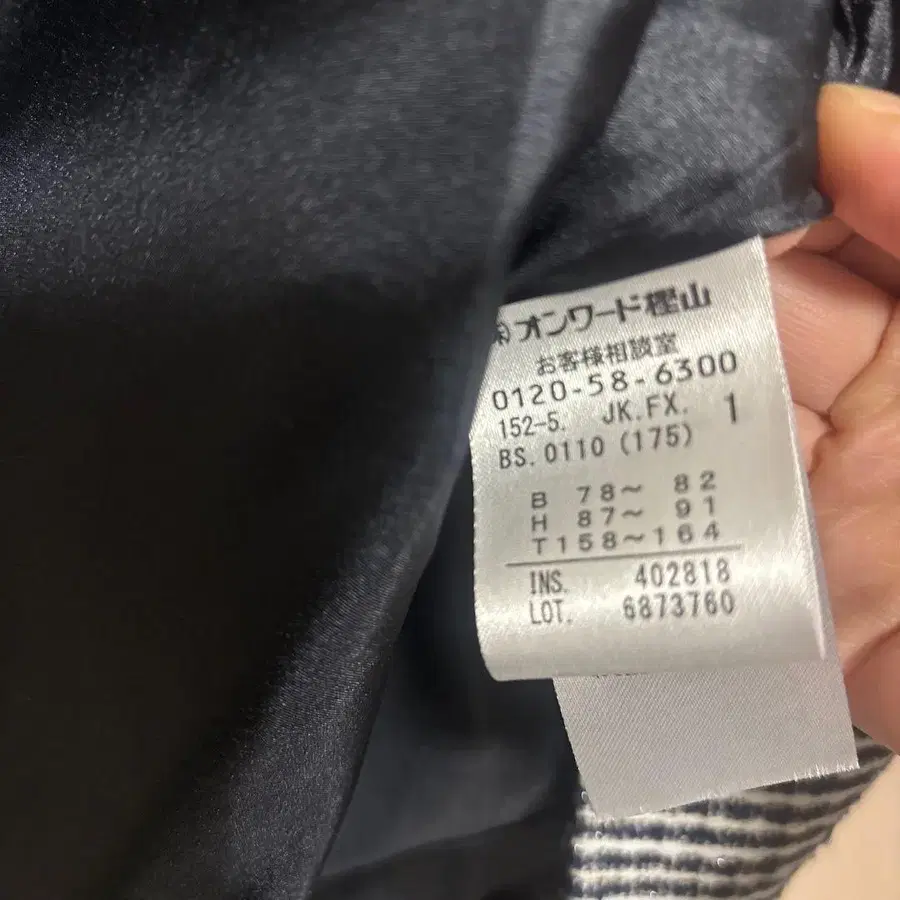 ㈱オンワード樫山
お客様相談室
0120-58-6300
152-5. JK.FX. 1
BS.0110 (175)
B 78～ 82
H 87～ 91
T158～164
INS. 402818
LOT. 6873760